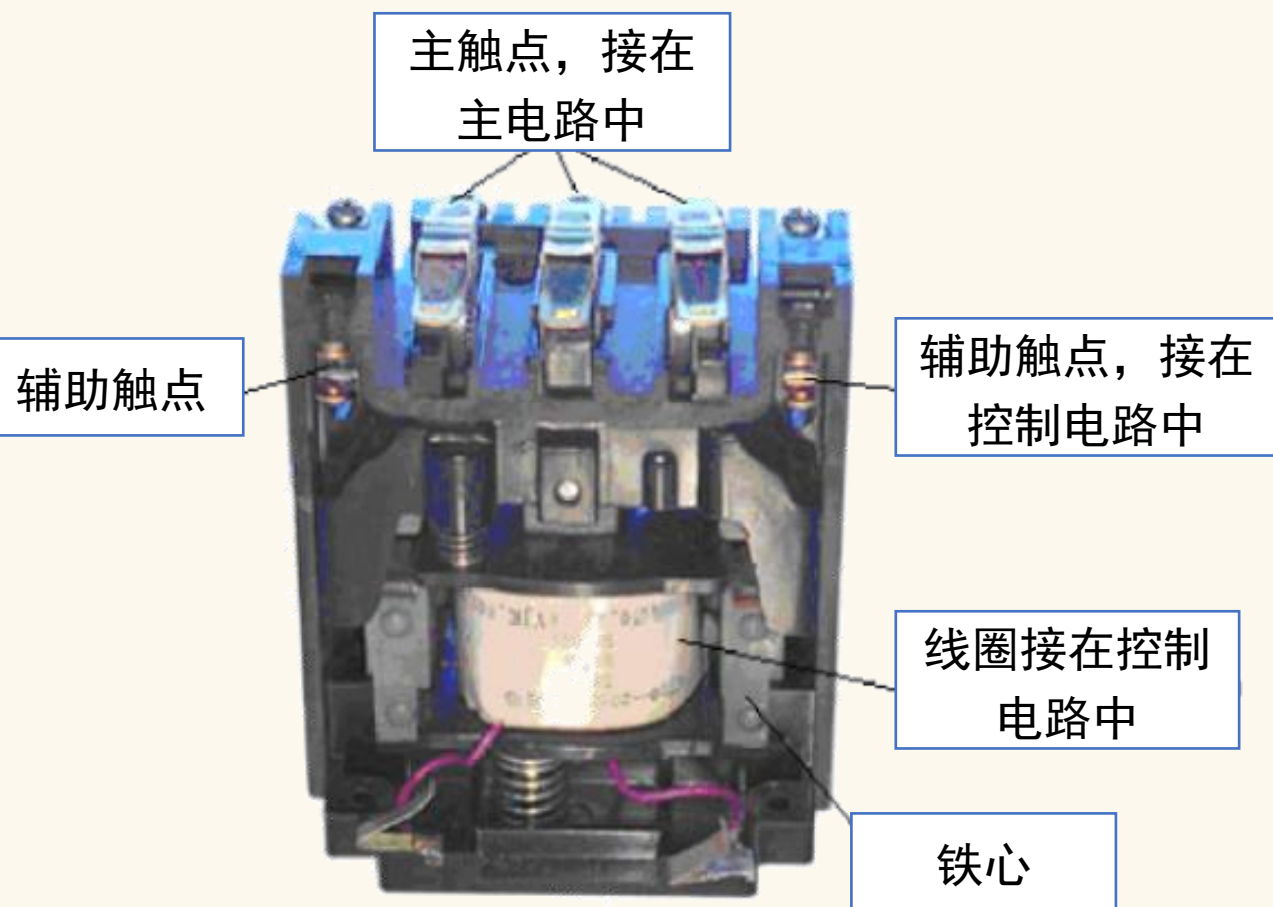 主触点，接在
主电路中
辅助触点
辅助触点，接在
控制电路中
线圈接在控制
电路中
铁心